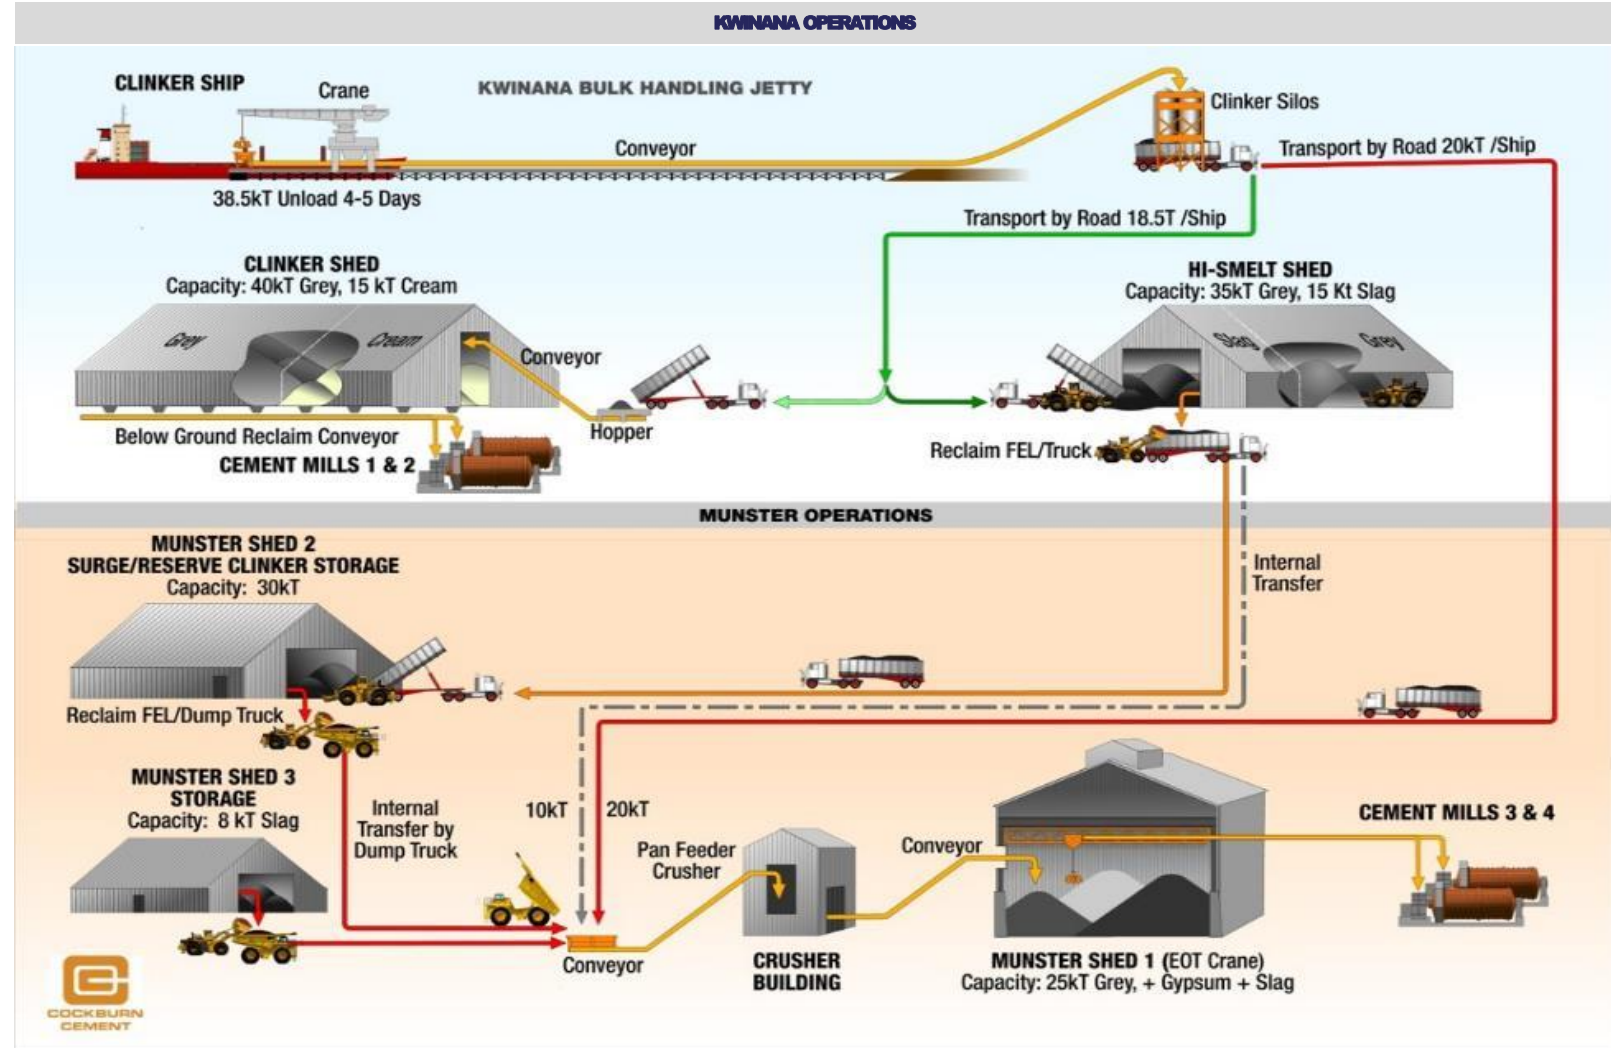 KWINANA OPERATIONS
CLINKER SHIP
Crane
KWINANA BULK HANDLING JETTY
Conveyor
Clinker Silos
Transport by Road 20kT /Ship
38.5kT Unload 4-5 Days
Transport by Road 18.5T /Ship
CLINKER SHED
Capacity: 40kT Grey, 15 kT Cream
Grey
Cream
Conveyor
Hopper
HI-SMELT SHED
Capacity: 35kT Grey, 15 Kt Slag
Slag
Grey
Below Ground Reclaim Conveyor
CEMENT MILLS 1 & 2
Reclaim FEL/Truck
MUNSTER OPERATIONS
MUNSTER SHED 2
SURGE/RESERVE CLINKER STORAGE
Capacity: 30kT
Internal
Transfer
Reclaim FEL/Dump Truck
MUNSTER SHED 3
STORAGE
Capacity: 8 kT Slag
Internal
Transfer by
Dump Truck
10kT
20kT
Pan Feeder
Crusher
Conveyor
CEMENT MILLS 3 & 4
Conveyor
CRUSHER
BUILDING
MUNSTER SHED 1 (EOT Crane)
Capacity: 25kT Grey, + Gypsum + Slag
COCKBURN
CEMENT